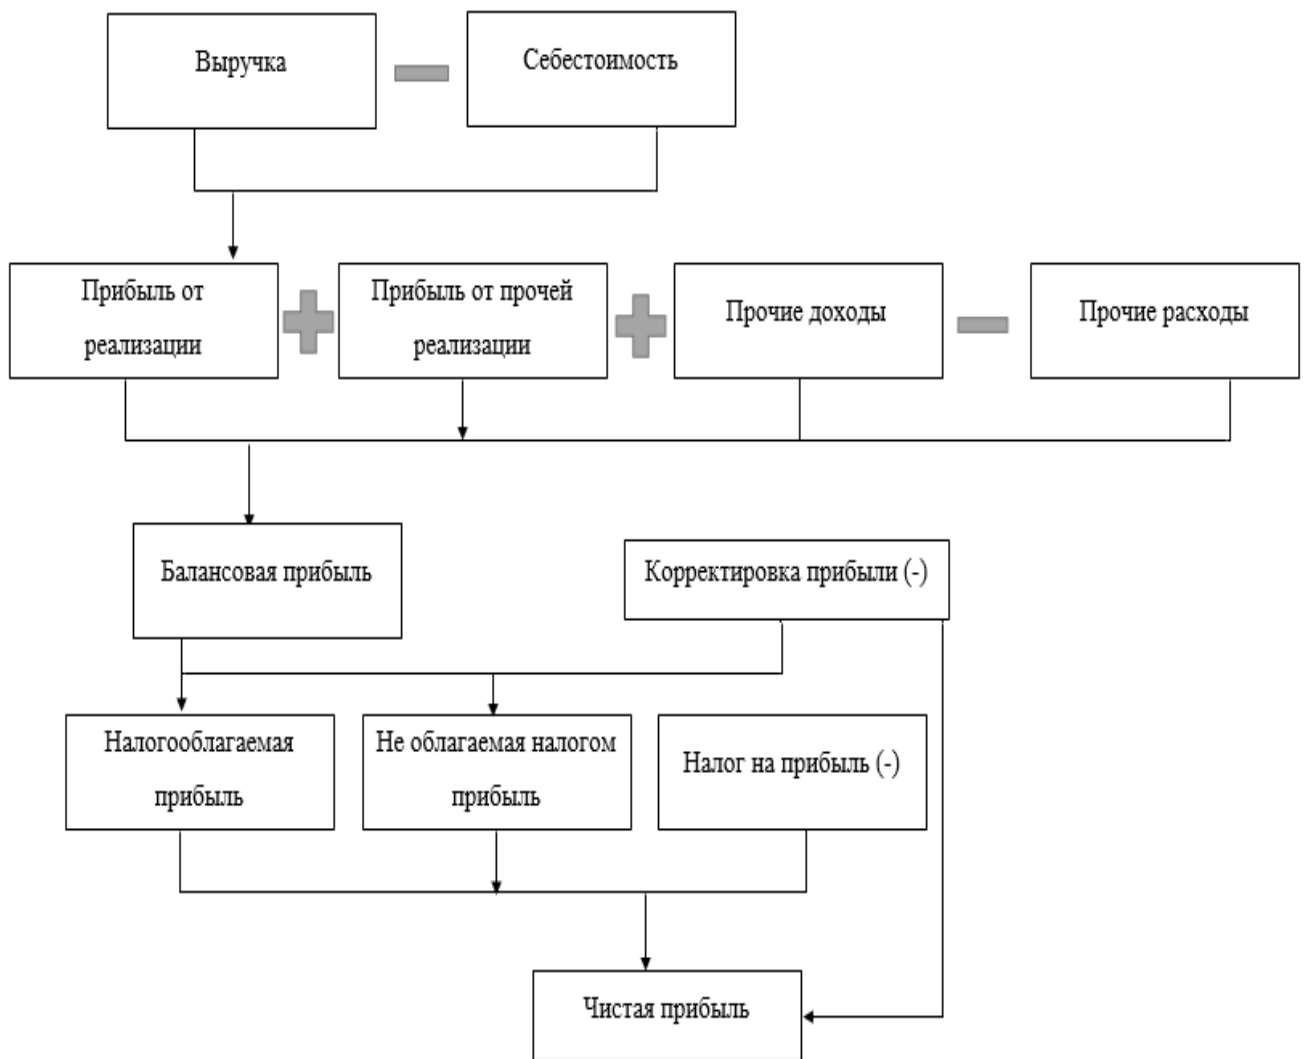 Выручка
Себестоимость
Прибыль от
реализации
Прибыль от прочей
реализации
Прочие доходы
Прочие расходы
Балансовая прибыль
Корректировка прибыли (-)
Налогооблагаемая
прибыль
Не облагаемая налогом
прибыль
Налог на прибыль (-)
Чистая прибыль